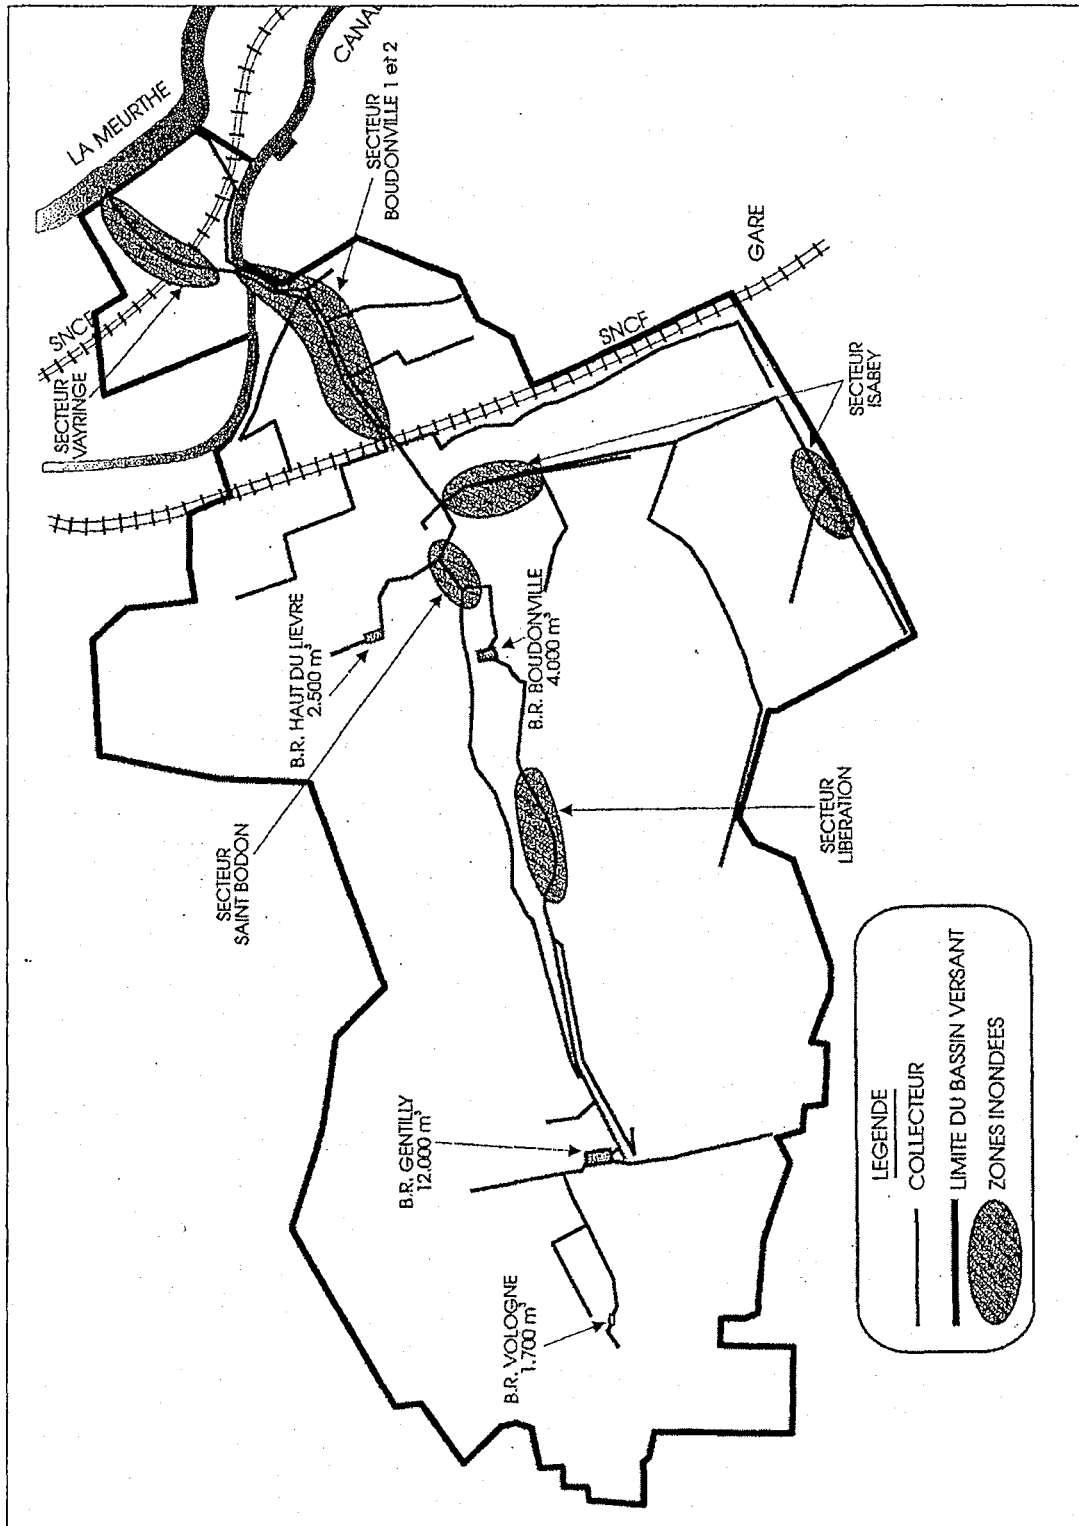 LA MEURTHE
CANAL
SECTEUR
BOUDONVILLE 1 et 2
SNCF
SECTEUR
VAYRINGE
GARE
SNCF
SECTEUR
ISABEY
B.R. HAUT DU LIEVRE
2.500 m³
B.R. BOUDONVILLE
4.000 m³
SECTEUR
SAINT BODON
SECTEUR
LIBERATION
B.R. GENTILLY
12.000 m³
B.R. VOLOGNE
1.700 m³
LEGENDE
COLLECTEUR
LIMITE DU BASSIN VERSANT
ZONES INONDEES